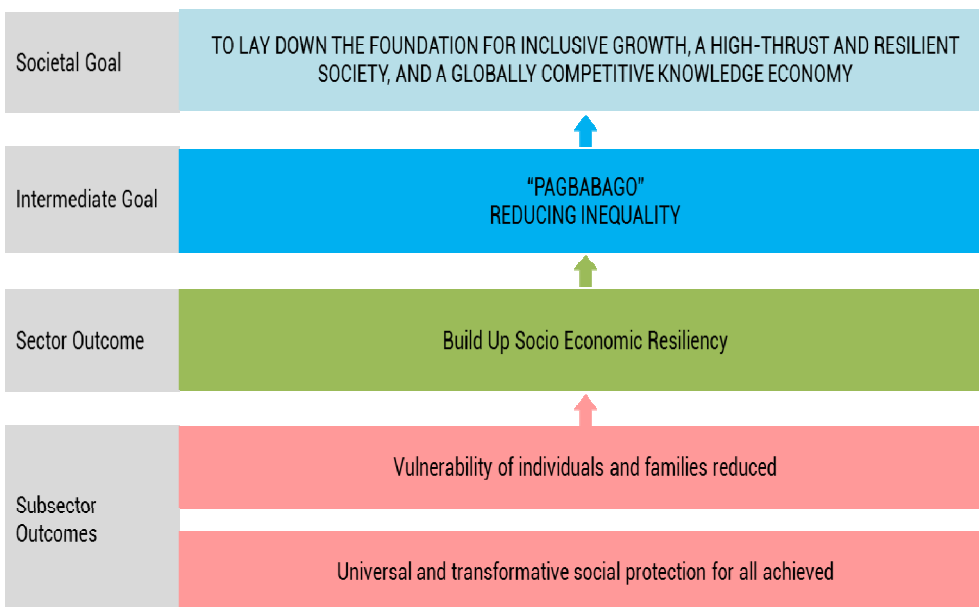 Societal Goal
TO LAY DOWN THE FOUNDATION FOR INCLUSIVE GROWTH, A HIGH-THRUST AND RESILIENT
SOCIETY, AND A GLOBALLY COMPETITIVE KNOWLEDGE ECONOMY
Intermediate Goal
“PAGBABAGO”
REDUCING INEQUALITY
Sector Outcome
Build Up Socio Economic Resiliency
Subsector
Outcomes
Vulnerability of individuals and families reduced
Universal and transformative social protection for all achieved